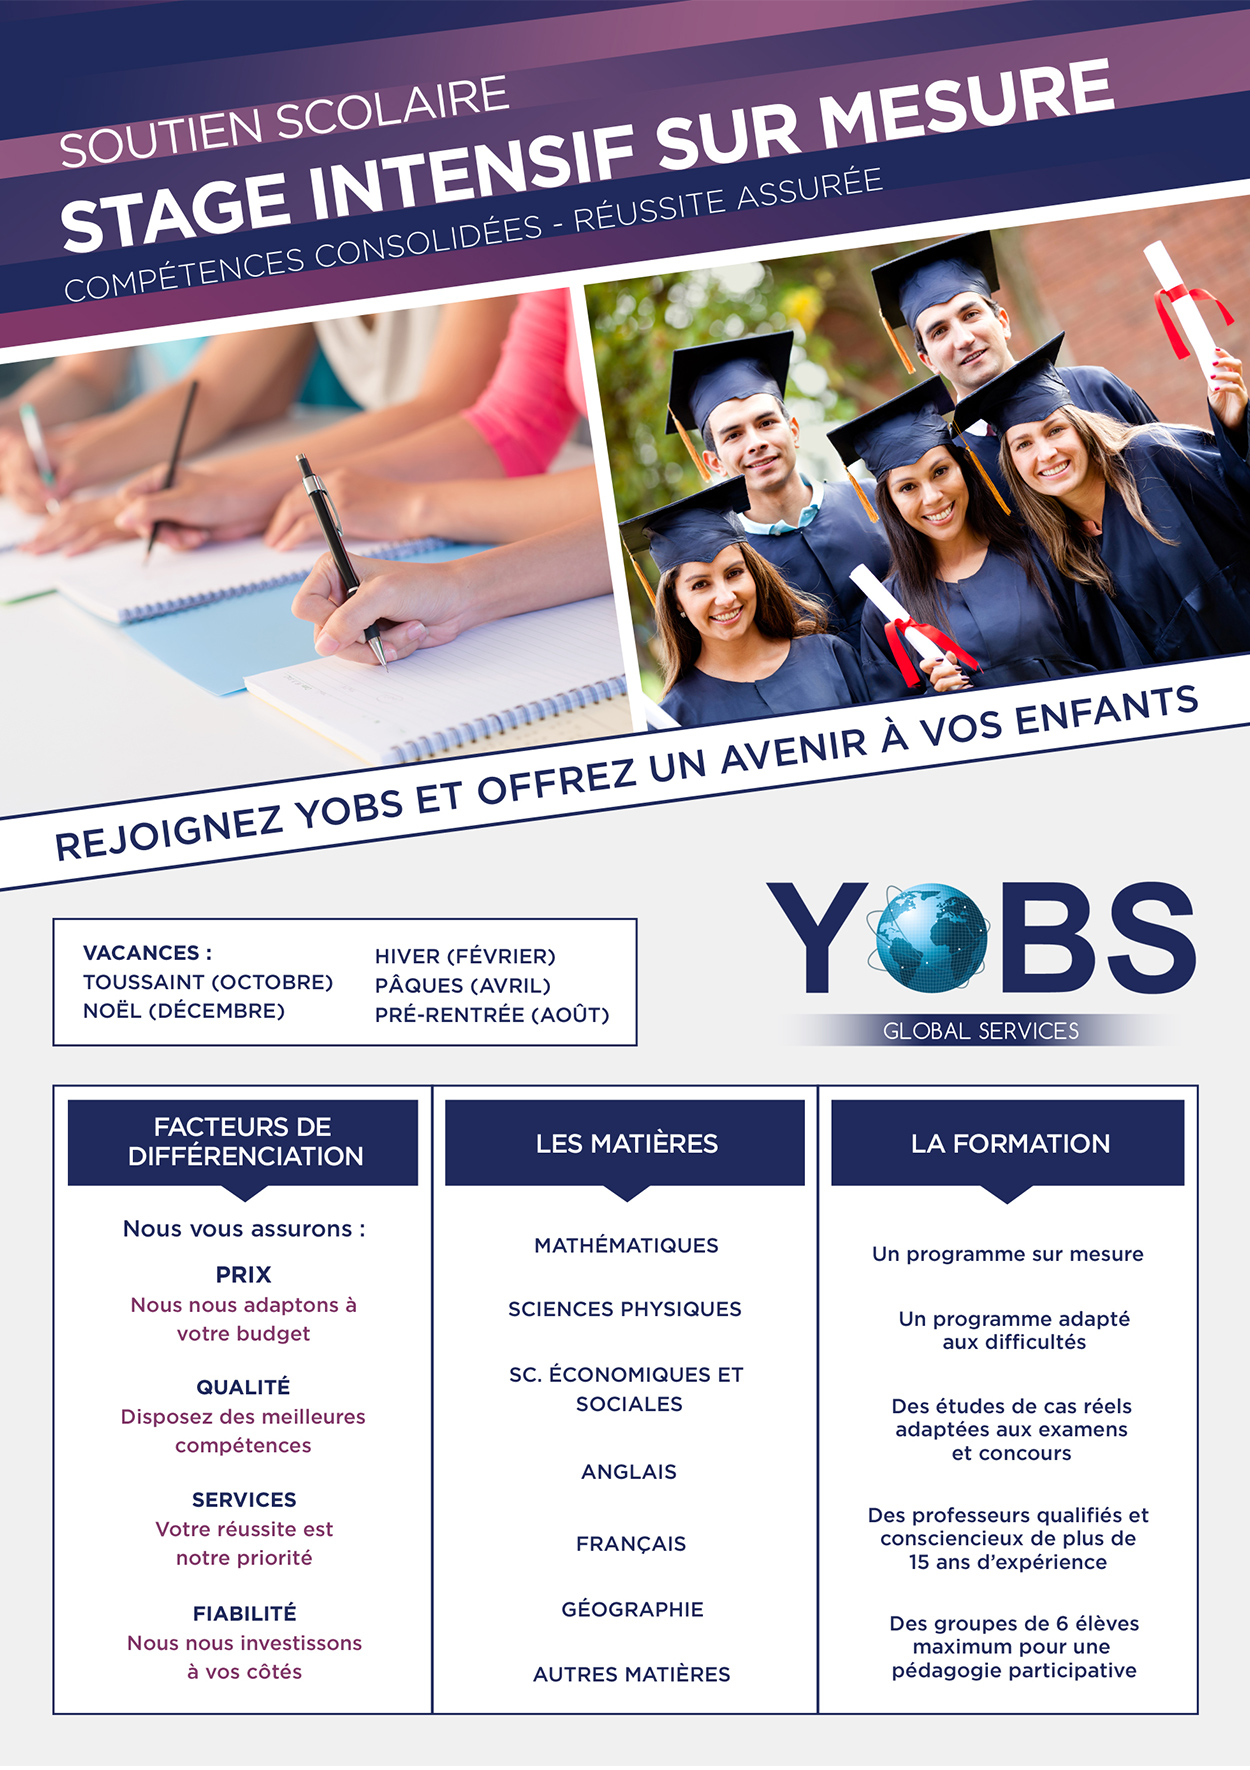 SOUTIEN SCOLAIRE
STAGE INTENSIF SUR MESURE
COMPÉTENCES CONSOLIDÉES - RÉUSSITE ASSURÉE
REJOIGNEZ YOBS ET OFFREZ UN AVENIR À VOS ENFANTS
VACANCES :
TOUSSAINT (OCTOBRE)
NOËL (DÉCEMBRE)
HIVER (FÉVRIER)
PÂQUES (AVRIL)
PRÉ-RENTRÉE (AOÛT)
YOBS
GLOBAL SERVICES
FACTEURS DE
DIFFÉRENCIATION
Nous vous assurons :
PRIX
Nous nous adaptons à
votre budget
QUALITÉ
Disposez des meilleures
compétences
SERVICES
Votre réussite est
notre priorité
FIABILITÉ
Nous nous investissons
à vos côtés
LES MATIÈRES
MATHÉMATIQUES
SCIENCES PHYSIQUES
SC. ÉCONOMIQUES ET
SOCIALES
ANGLAIS
FRANÇAIS
GÉOGRAPHIE
AUTRES MATIÈRES
LA FORMATION
Un programme sur mesure
Un programme adapté
aux difficultés
Des études de cas réels
adaptées aux examens
et concours
Des professeurs qualifiés et
consciencieux de plus de
15 ans d'expérience
Des groupes de 6 élèves
maximum pour une
pédagogie participative